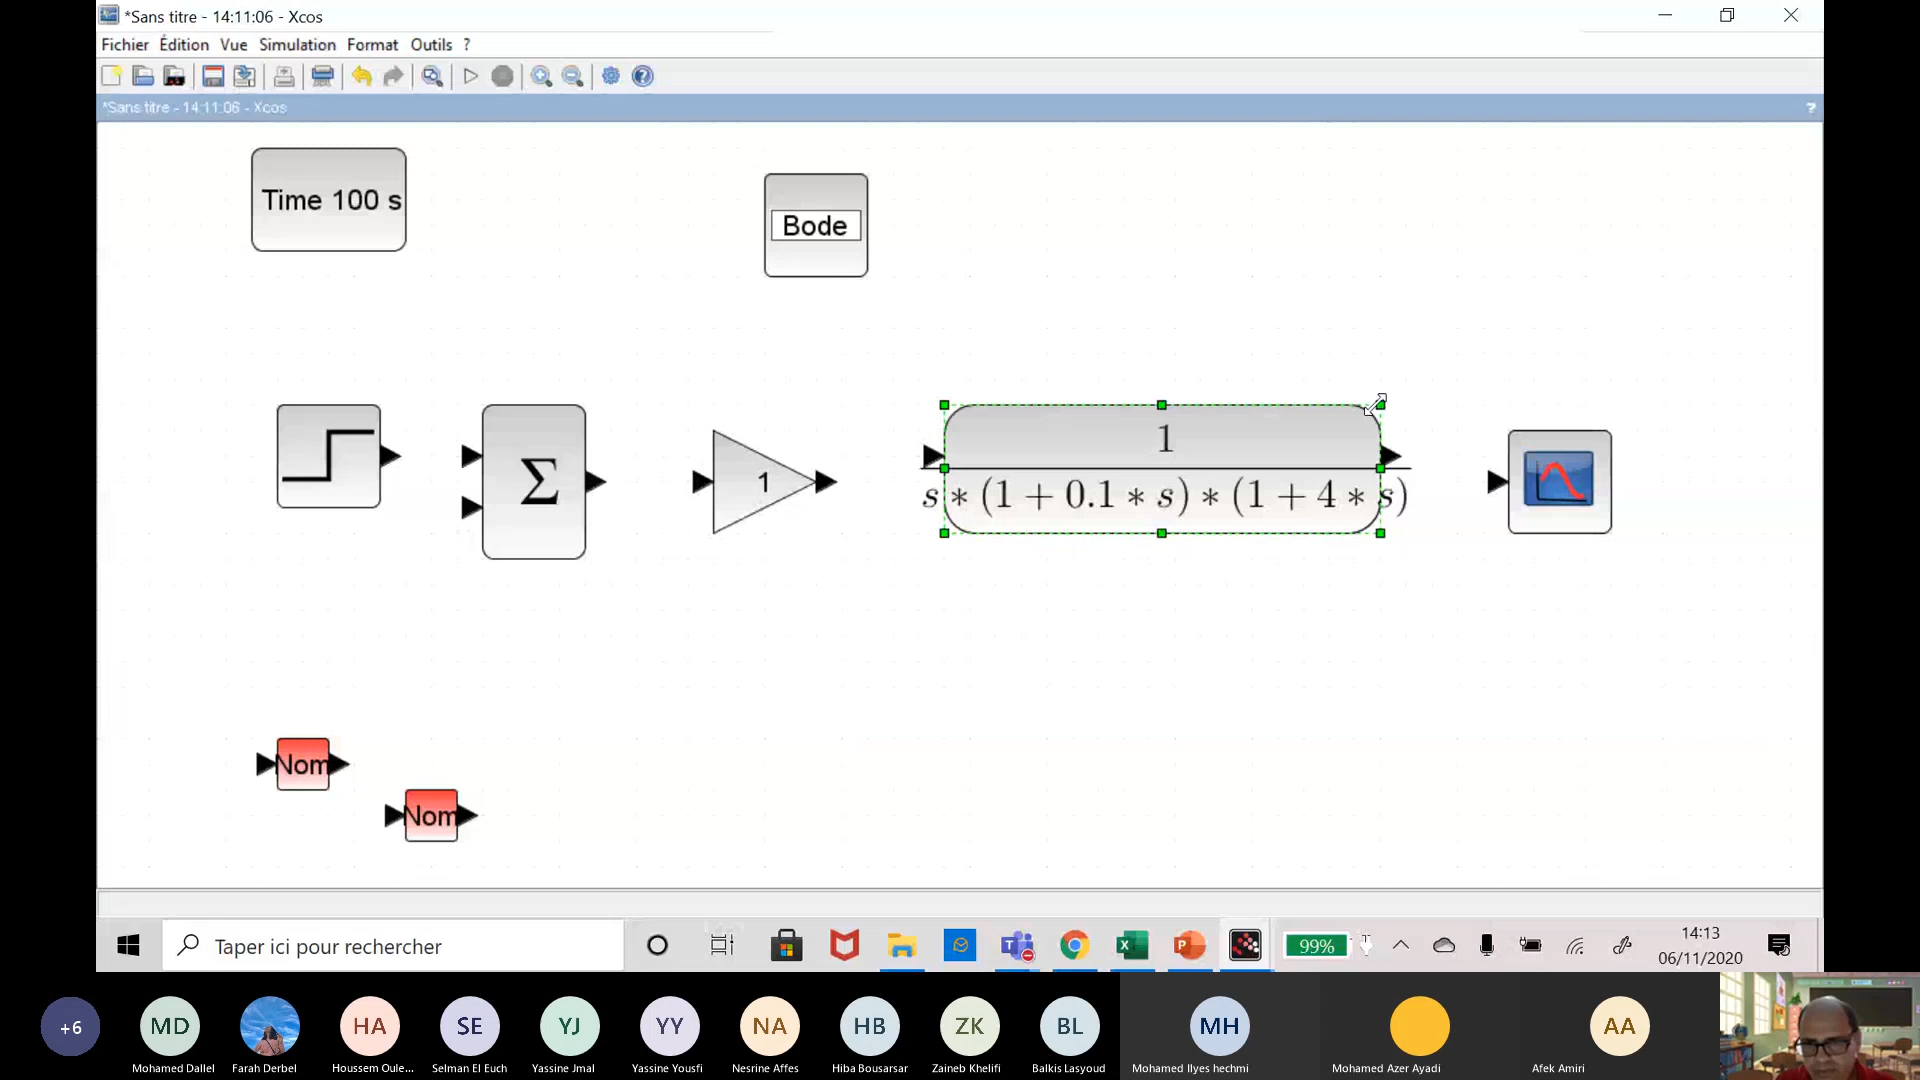 *Sans titre - 14:11:06 - Xcos
Fichier Édition Vue Simulation Format Outils ?
*Sans titre - 14:11:06 - Xcos ?
Time 100 s
Bode
Σ
1
1
s * (1 + 0.1 * s) * (1 + 4 * s)
Nom
Nom
Taper ici pour rechercher
99%
14:13
06/11/2020
+6
MD
HA
SE
YJ
YY
NA
HB
ZK
BL
MH
AA
Mohamed Dallel
Farah Derbel
Houssem Oule...
Selman El Euch
Yassine Jmal
Yassine Yousfi
Nesrine Affes
Hiba Bousarsar
Zaineb Khelifi
Balkis Lasyoud
Mohamed Ilyes hechmi
Mohamed Azer Ayadi
Afek Amiri